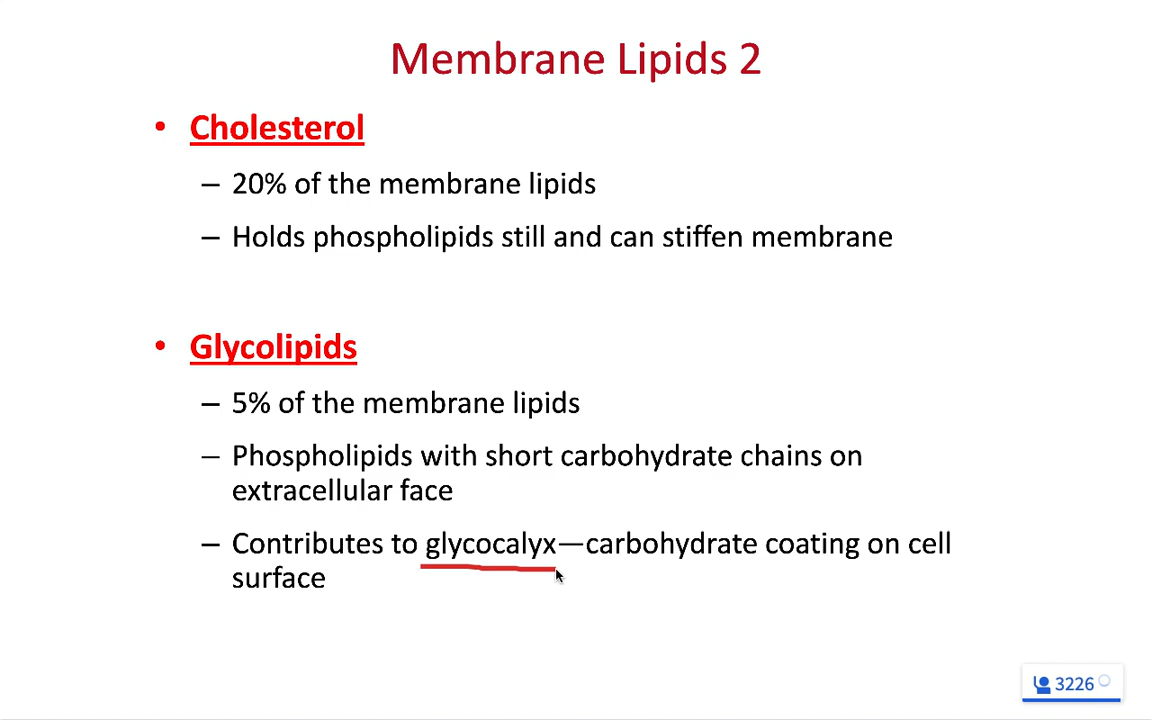 Membrane Lipids 2
• Cholesterol
– 20% of the membrane lipids
– Holds phospholipids still and can stiffen membrane
• Glycolipids
– 5% of the membrane lipids
– Phospholipids with short carbohydrate chains on
extracellular face
– Contributes to glycocalyx—carbohydrate coating on cell
surface
3226